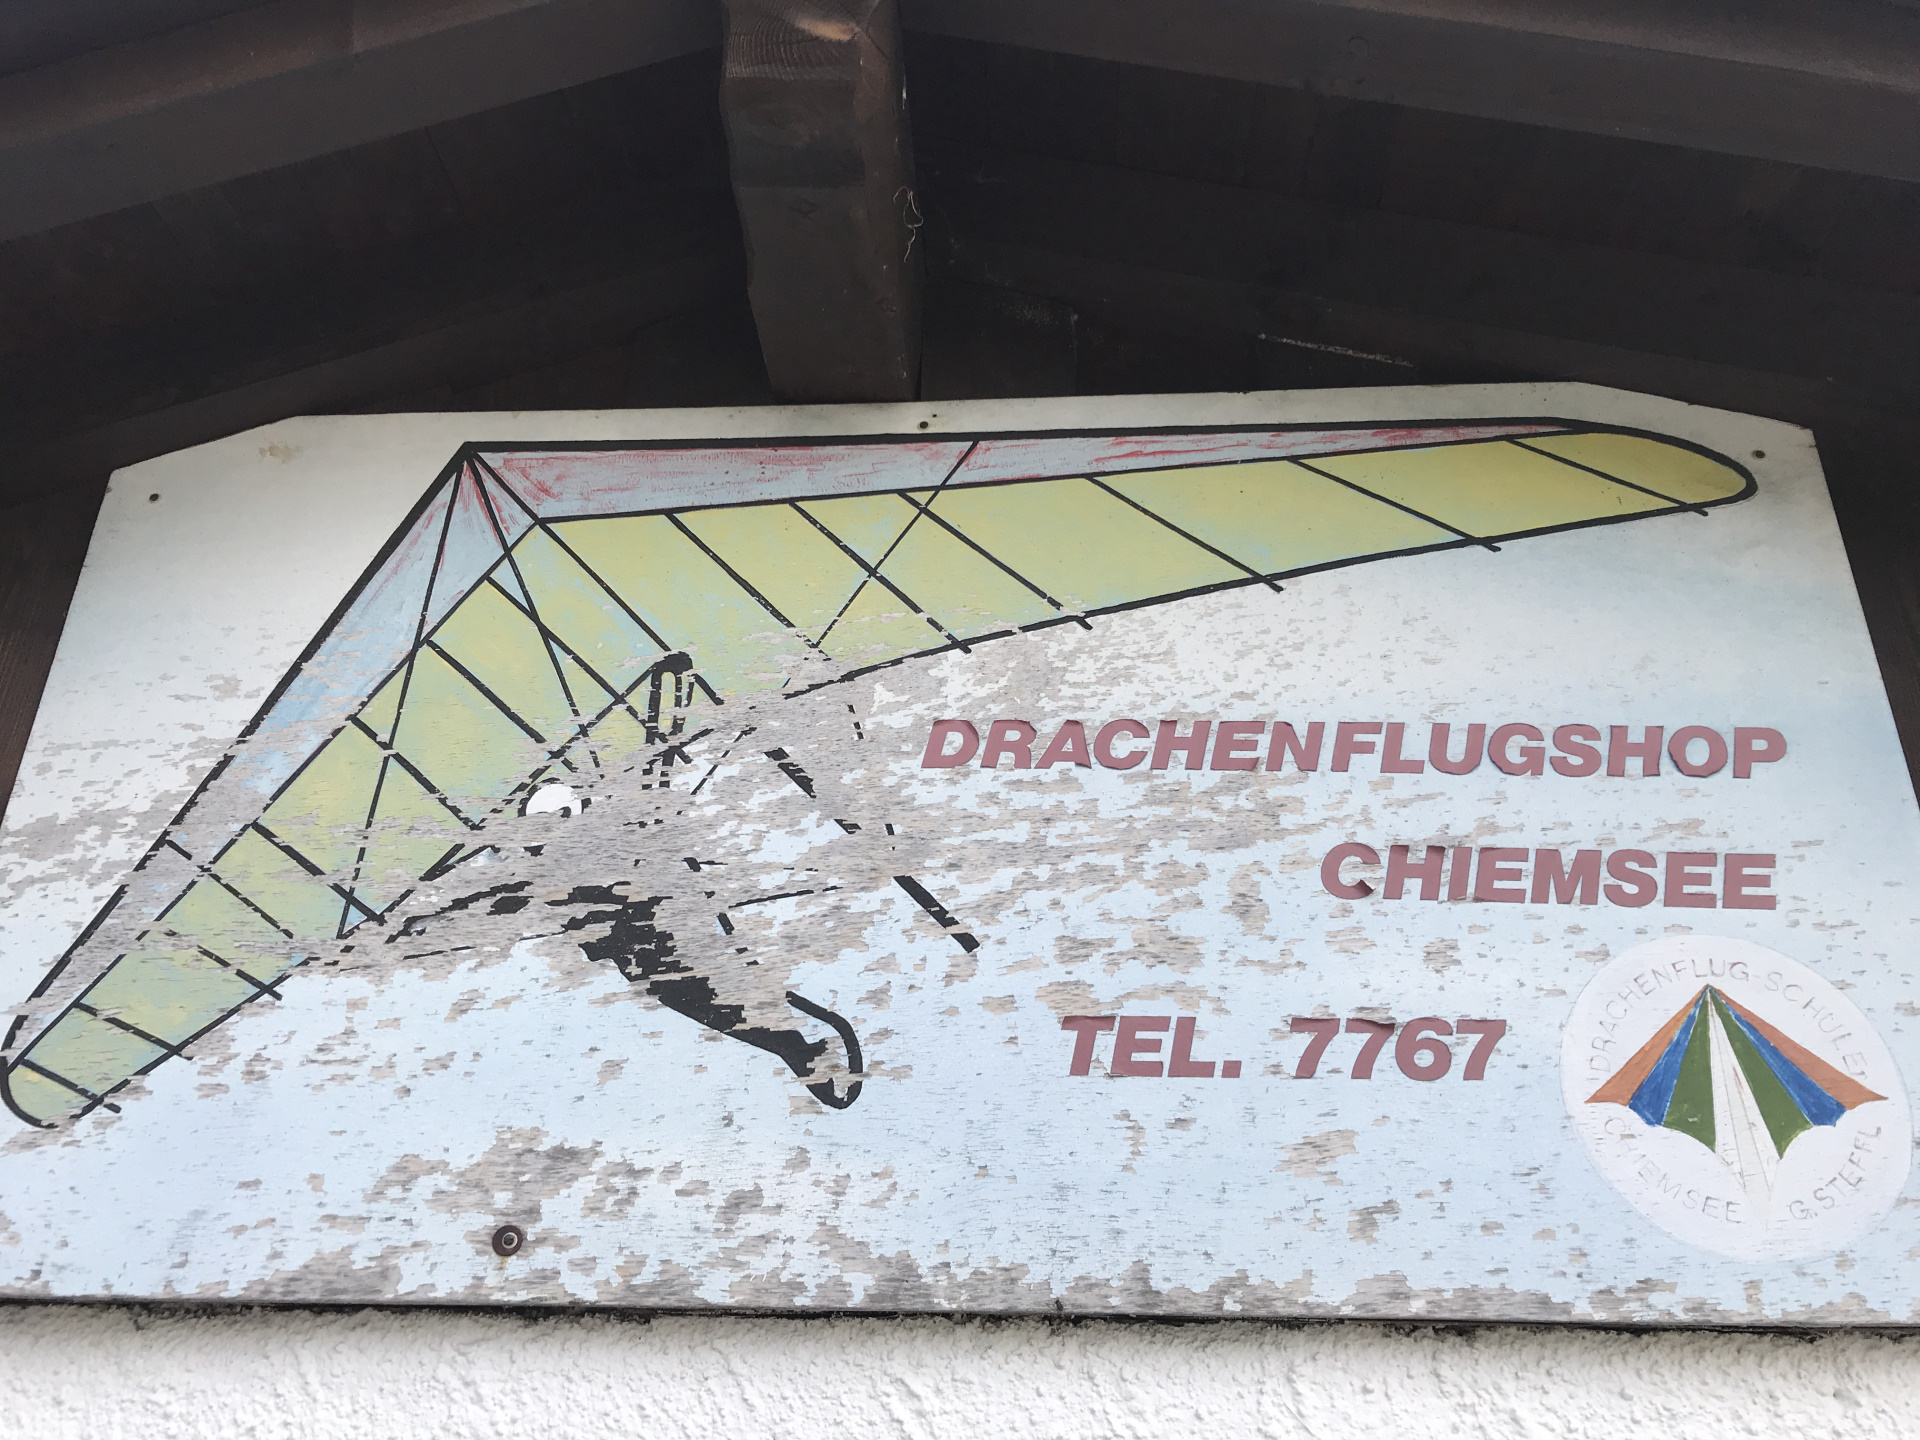 DRACHENFLUGSHOP
CHIEMSEE
TEL. 7767
DRACHENFLUG-SCHULE
CHIEMSEE - G. STEFFL